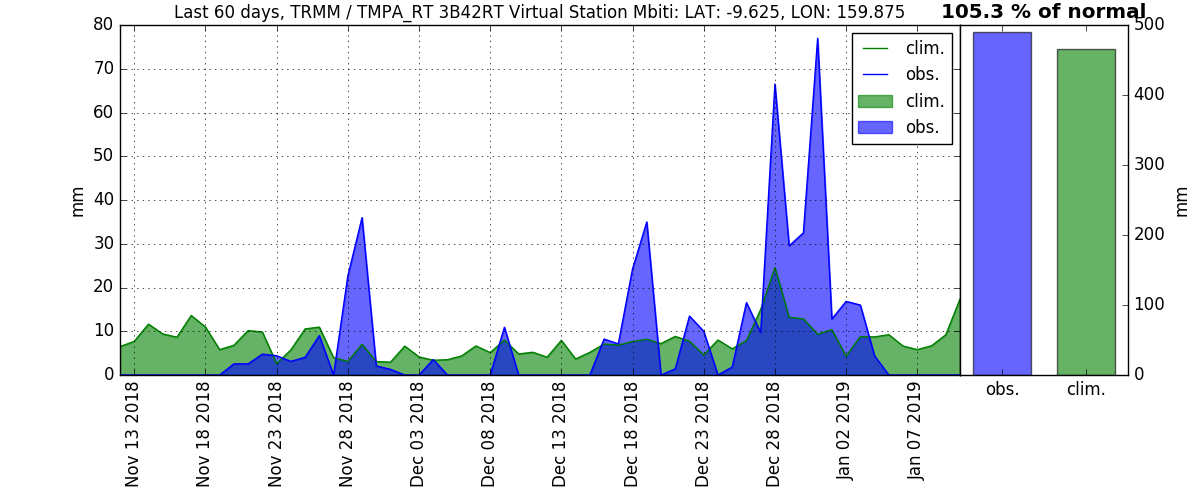 Last 60 days, TRMM / TMPA_RT 3B42RT Virtual Station Mbiti: LAT: -9.625, LON: 159.875
105.3 % of normal
80
70
60
50
40
30
20
10
0
mm
clim.
obs.
clim.
obs.
500
400
300
200
100
0
mm
obs.
clim.
Nov 13 2018
Nov 18 2018
Nov 23 2018
Nov 28 2018
Dec 03 2018
Dec 08 2018
Dec 13 2018
Dec 18 2018
Dec 23 2018
Dec 28 2018
Jan 02 2019
Jan 07 2019